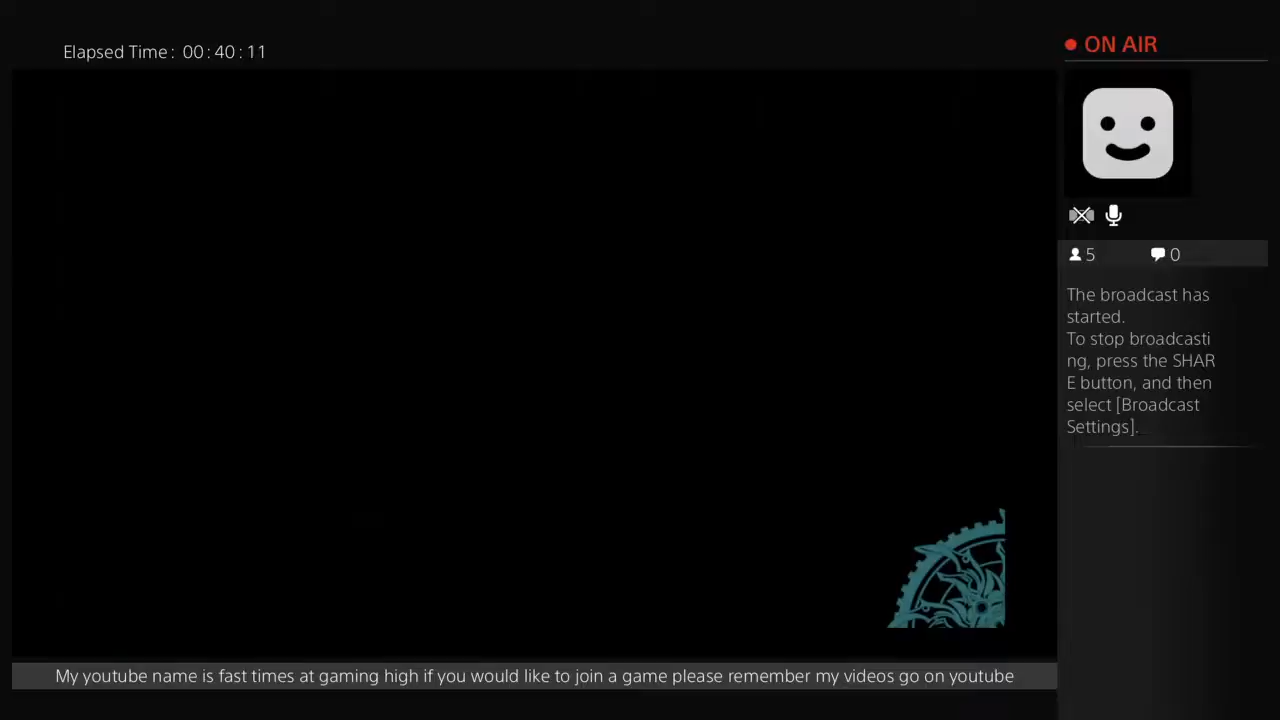 Elapsed Time: 00:40:11
ON AIR
5 0
The broadcast has
started.
To stop broadcasti
ng, press the SHAR
E button, and then
select [Broadcast
Settings].
My youtube name is fast times at gaming high if you would like to join a game please remember my videos go on youtube